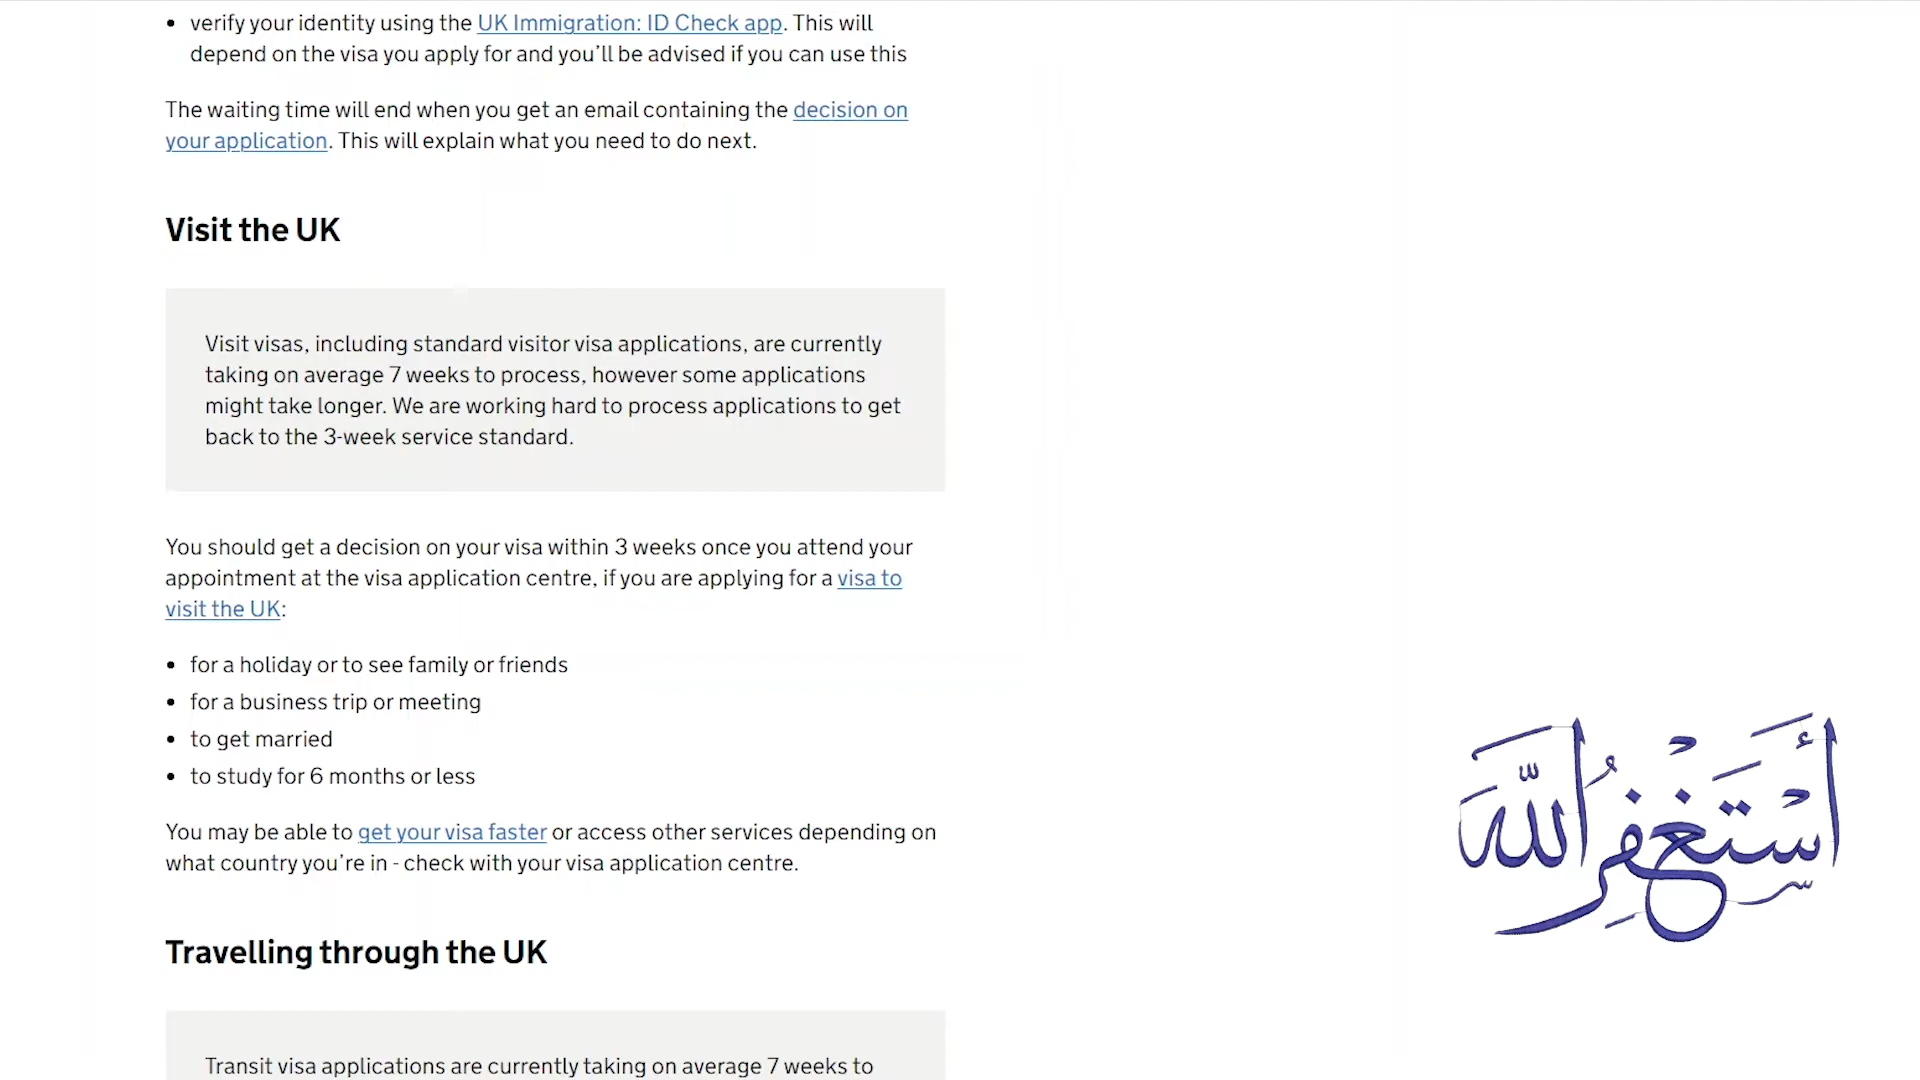 • verify your identity using the UK Immigration: ID Check app. This will
depend on the visa you apply for and you’ll be advised if you can use this
The waiting time will end when you get an email containing the decision on
your application. This will explain what you need to do next.
Visit the UK
Visit visas, including standard visitor visa applications, are currently
taking on average 7 weeks to process, however some applications
might take longer. We are working hard to process applications to get
back to the 3-week service standard.
You should get a decision on your visa within 3 weeks once you attend your
appointment at the visa application centre, if you are applying for a visa to
visit the UK:
• for a holiday or to see family or friends
• for a business trip or meeting
• to get married
• to study for 6 months or less
You may be able to get your visa faster or access other services depending on
what country you’re in - check with your visa application centre.
أَسْتَغْفِرُ اللّٰهَ
Travelling through the UK
Transit visa applications are currently taking on average 7 weeks to